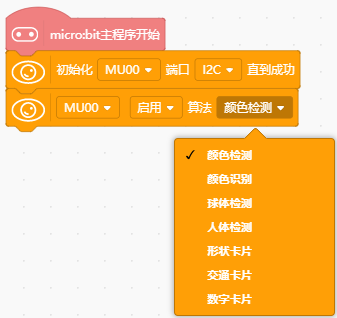 micro:bit主程序开始
初始化 MU00 端口 I2C 直到成功
MU00 启用 算法 颜色检测
✓ 颜色检测
颜色识别
球体检测
人体检测
形状卡片
交通卡片
数字卡片